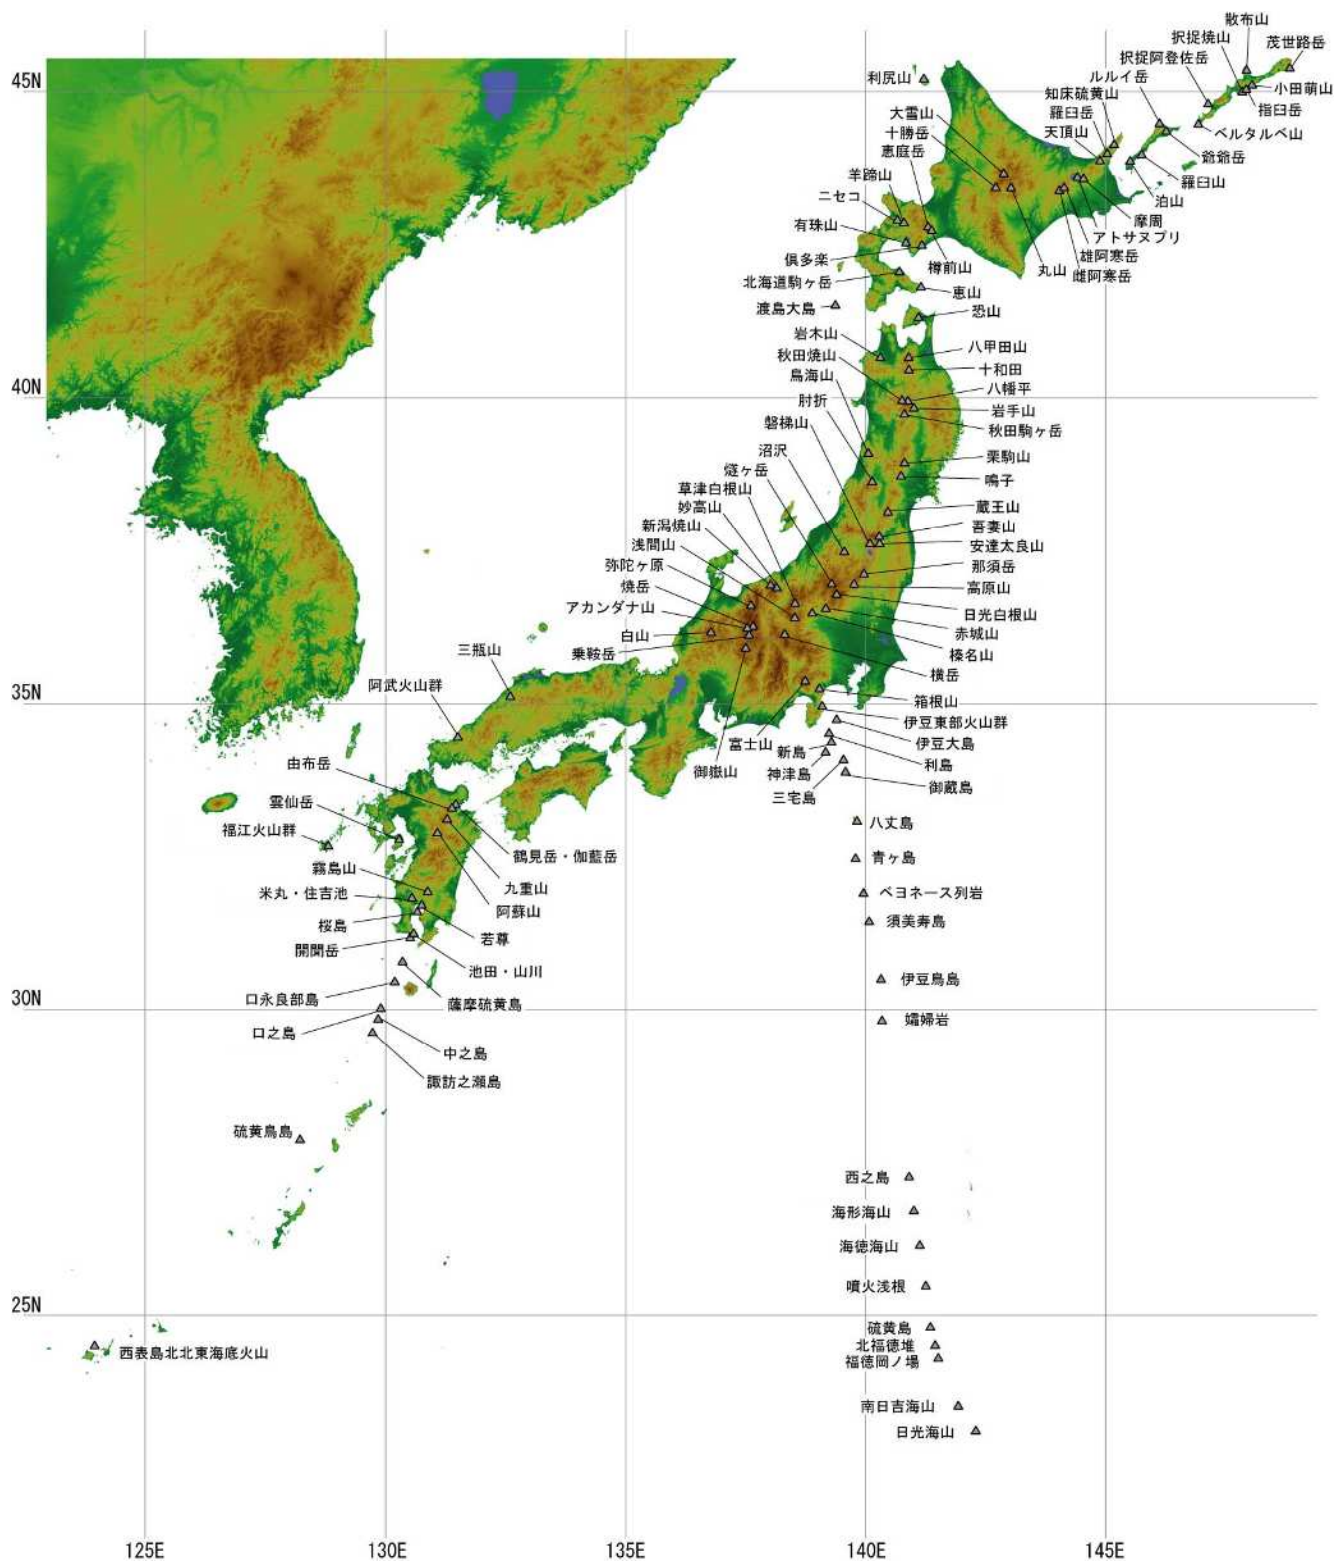 散布山
択捉焼山
茂世路岳
択捉阿登佐岳
ルルイ岳
45N
利尻山
小田萌山
知床硫黄山
指臼岳
大雪山
羅臼岳
ベルタルベ山
十勝岳
天頂山
爺爺岳
恵庭岳
羊蹄山
羅臼山
ニセコ
泊山
摩周
有珠山
アトサヌプリ
倶多楽
雄阿寒岳
樽前山
丸山
雌阿寒岳
北海道駒ヶ岳
恵山
渡島大島
恐山
岩木山
八甲田山
秋田焼山
十和田
40N
鳥海山
八幡平
肘折
岩手山
磐梯山
秋田駒ヶ岳
沼沢
栗駒山
燧ヶ岳
鳴子
草津白根山
妙高山
蔵王山
新潟焼山
吾妻山
浅間山
安達太良山
弥陀ヶ原
那須岳
焼岳
高原山
アカンダナ山
日光白根山
白山
赤城山
三瓶山
乗鞍岳
榛名山
横岳
阿武火山群
35N
箱根山
伊豆東部火山群
富士山
伊豆大島
新島
利島
由布岳
御嶽山
神津島
御蔵島
三宅島
雲仙岳
八丈島
福江火山群
鶴見岳・伽藍岳
青ヶ島
霧島山
九重山
米丸・住吉池
ベヨネース列岩
阿蘇山
桜島
須美寿島
若尊
開聞岳
池田・山川
伊豆鳥島
口永良部島
薩摩硫黄島
30N
孀婦岩
口之島
中之島
諏訪之瀬島
硫黄鳥島
西之島
海形海山
海徳海山
噴火浅根
25N
硫黄島
北福徳堆
西表島北北東海底火山
福徳岡ノ場
南日吉海山
日光海山
125E
130E
135E
140E
145E